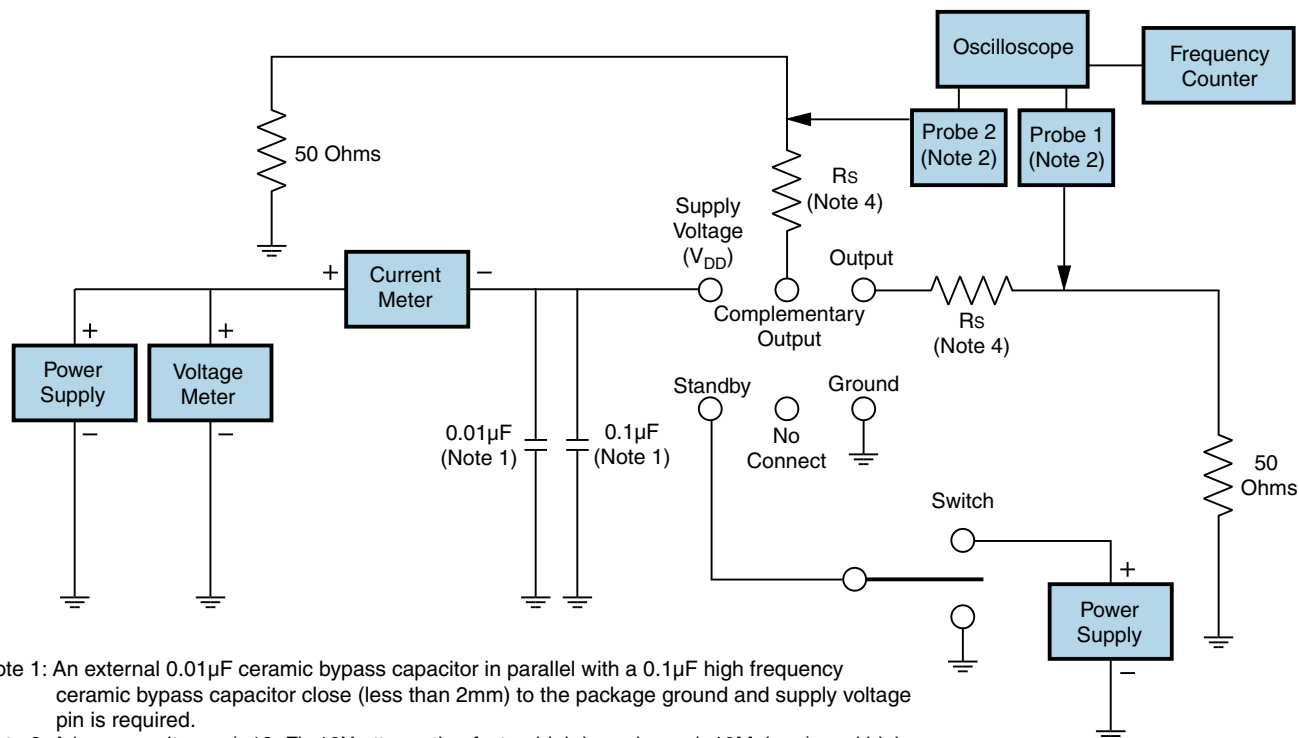 Oscilloscope
Frequency
Counter
Probe 2
(Note 2)
Probe 1
(Note 2)
50 Ohms
Rs
(Note 4)
Supply
Voltage
(VDD)
Output
+
Current
Meter
–
Complementary
Output
Rs
(Note 4)
+
Power
Supply
–
+
Voltage
Meter
–
Standby
Ground
No
Connect
0.01µF
(Note 1)
0.1µF
(Note 1)
50
Ohms
Switch
+
Power
Supply
–
ote 1: An external 0.01µF ceramic bypass capacitor in parallel with a 0.1µF high frequency
ceramic bypass capacitor close (less than 2mm) to the package ground and supply voltage
pin is required.